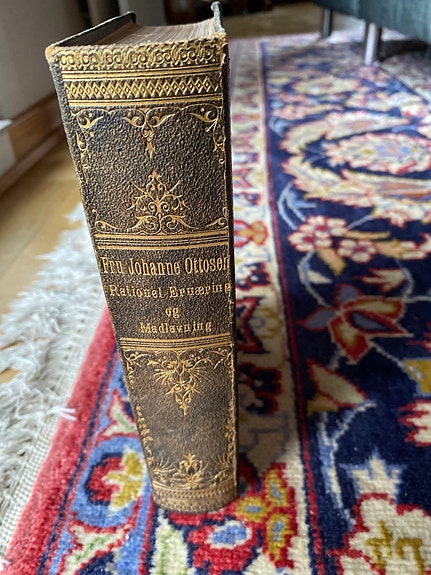 Fru Johanne Ottosen
Rationel Ernæring
og
Madlavning